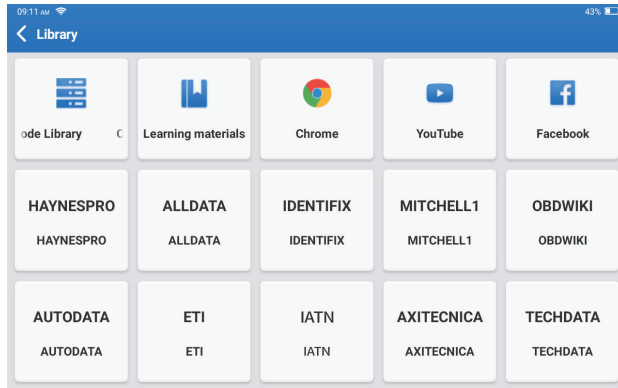 09:11 AM 43%
Library
ode Library C
Learning materials
Chrome
YouTube
Facebook
HAYNESPRO
HAYNESPRO
ALLDATA
ALLDATA
IDENTIFIX
IDENTIFIX
MITCHELL1
MITCHELL1
OBDWIKI
OBDWIKI
AUTODATA
AUTODATA
ETI
ETI
IATN
IATN
AXITECNICA
AXITECNICA
TECHDATA
TECHDATA